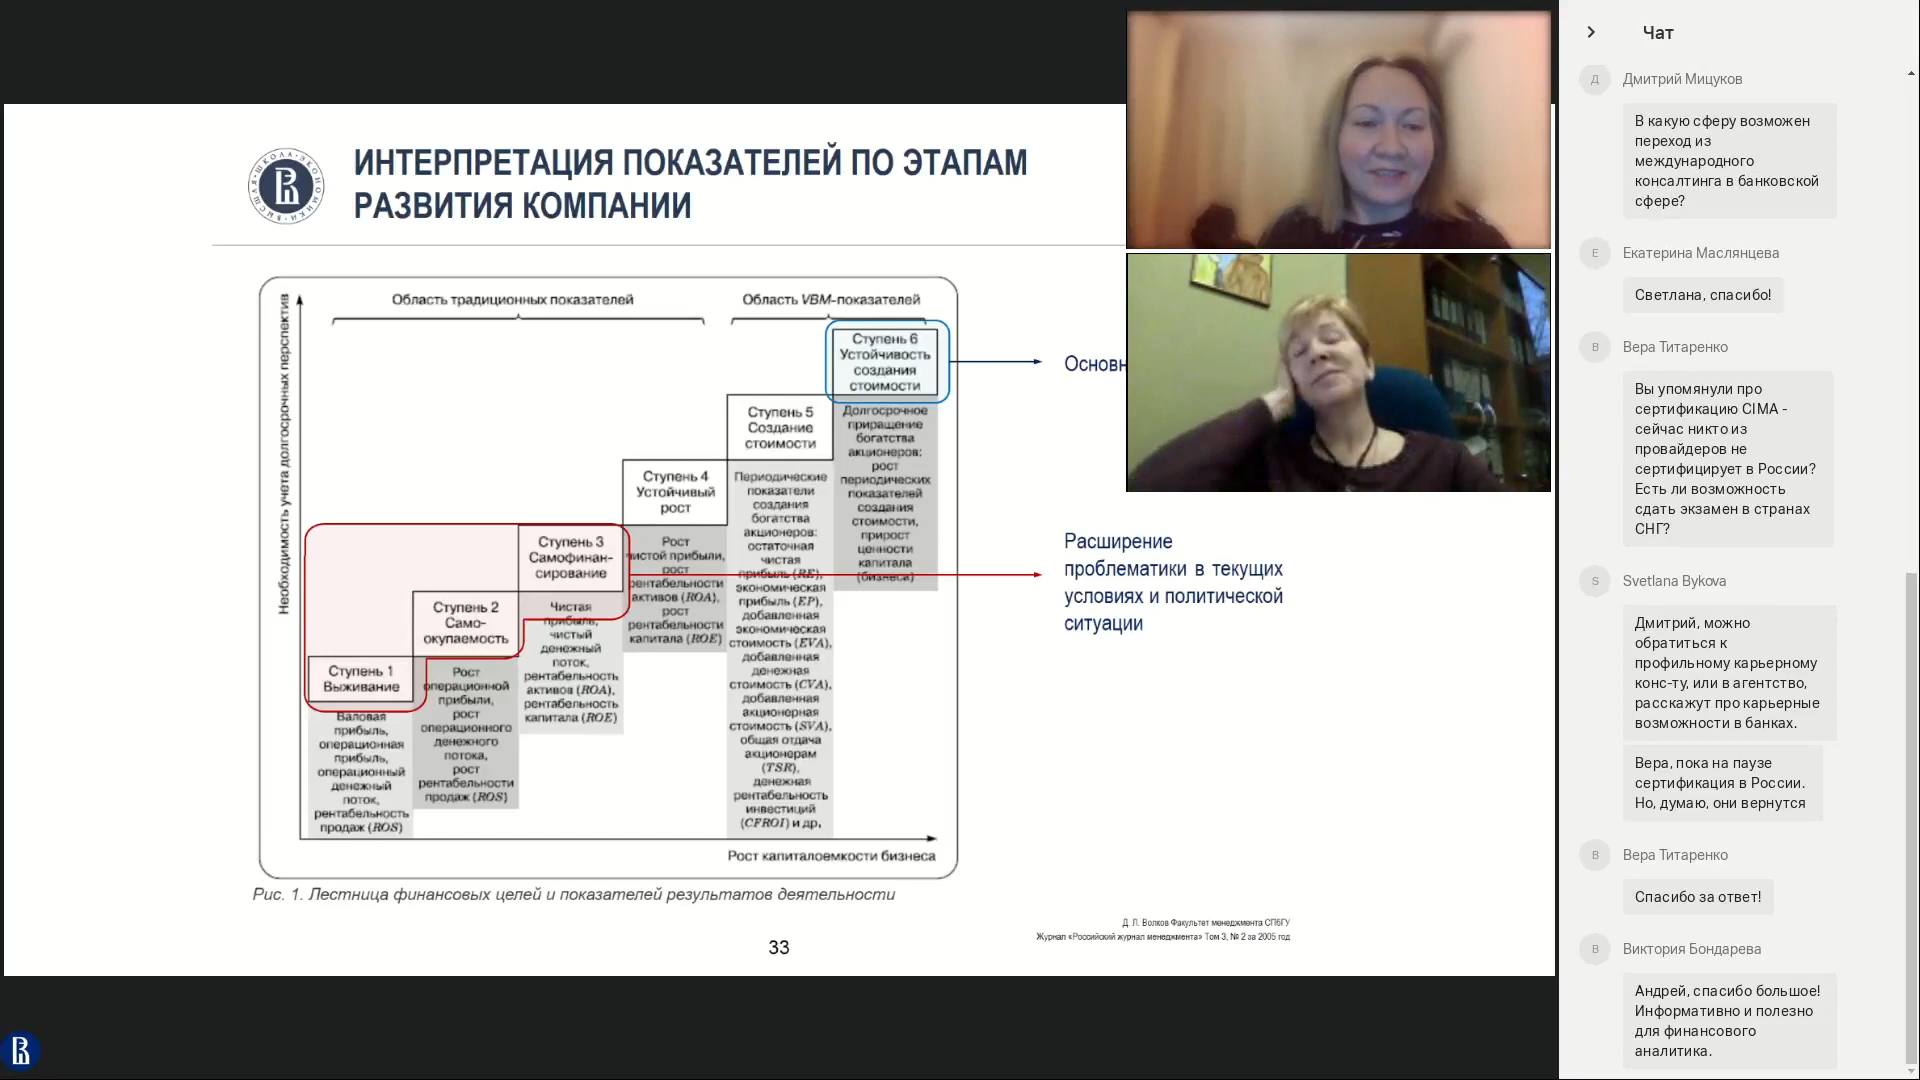 ВЫСШАЯ ШКОЛА ЭКОНОМИКИ
ИНТЕРПРЕТАЦИЯ ПОКАЗАТЕЛЕЙ ПО ЭТАПАМ
РАЗВИТИЯ КОМПАНИИ
Необходимость учета долгосрочных перспектив
Область традиционных показателей
Область VBM-показателей
Ступень 6
Устойчивость
создания
стоимости
Долгосрочное
приращение
богатства
акционеров:
рост
периодических
показателей
создания
стоимости,
прирост
ценности
капитала
(бизнеса)
Ступень 5
Создание
стоимости
Периодические
показатели
создания
богатства
акционеров:
остаточная
чистая
прибыль (RE),
экономическая
прибыль (EP),
добавленная
экономическая
стоимость (EVA),
добавленная
денежная
стоимость (CVA),
добавленная
акционерная
стоимость (SVA),
общая отдача
акционерам
(TSR),
денежная
рентабельность
инвестиций
(CFROI) и др,
Ступень 4
Устойчивый
рост
Рост
чистой прибыли,
рост
рентабельности
активов (ROA),
рост
рентабельности
капитала (ROE)
Ступень 3
Самофинан-
сирование
Чистая
прибыль,
чистый
денежный
поток,
рентабельность
активов (ROA),
рентабельность
капитала (ROE)
Ступень 2
Само-
окупаемость
Рост
операционной
прибыли,
рост
операционного
денежного
потока,
рост
рентабельности
продаж (ROS)
Ступень 1
Выживание
Валовая
прибыль,
операционная
прибыль,
операционный
денежный
поток,
рентабельность
продаж (ROS)
Рост капиталоемкости бизнеса
Рис. 1. Лестница финансовых целей и показателей результатов деятельности
Основн
Расширение
проблематики в текущих
условиях и политической
ситуации
Д. Л. Волков Факультет менеджмента СПбГУ
Журнал «Российский журнал менеджмента» Том 3, № 2 за 2005 год
33
Чат
Д
Дмитрий Мицуков
В какую сферу возможен
переход из
международного
консалтинга в банковской
сфере?
Е
Екатерина Маслянцева
Светлана, спасибо!
В
Вера Титаренко
Вы упомянули про
сертификацию CIMA -
сейчас никто из
провайдеров не
сертифицирует в России?
Есть ли возможность
сдать экзамен в странах
СНГ?
S
Svetlana Bykova
Дмитрий, можно
обратиться к
профильному карьерному
конс-ту, или в агентство,
расскажут про карьерные
возможности в банках.
Вера, пока на паузе
сертификация в России.
Но, думаю, они вернутся
В
Вера Титаренко
Спасибо за ответ!
В
Виктория Бондарева
Андрей, спасибо большое!
Информативно и полезно
для финансового
аналитика.